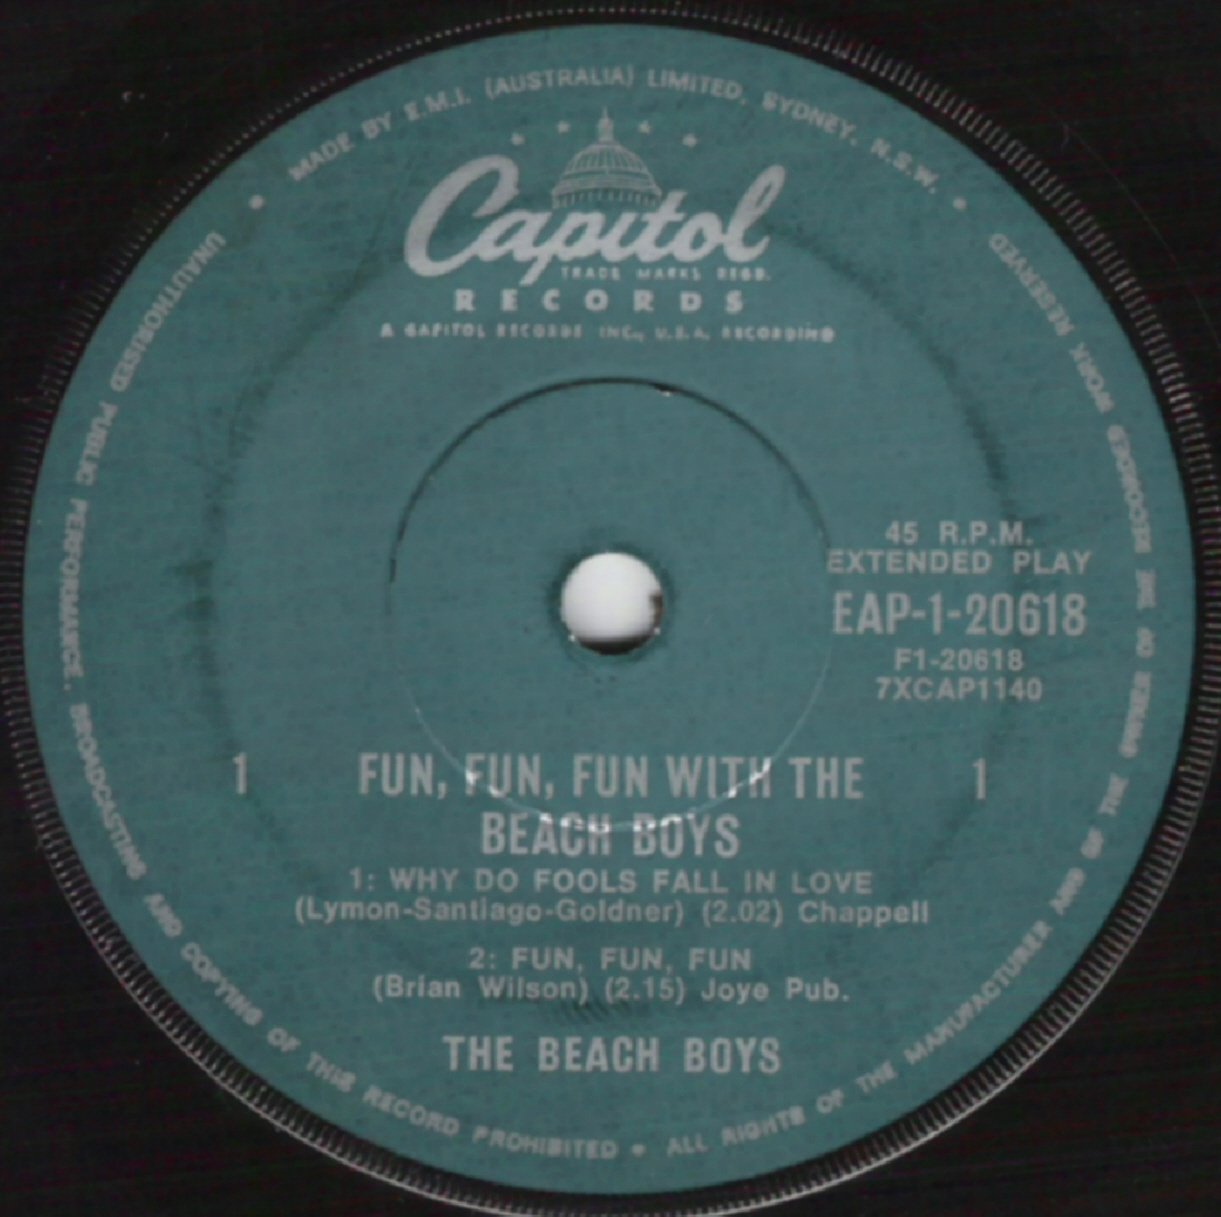 MADE BY E.M.I. (AUSTRALIA) LIMITED, SYDNEY, N.S.W.
Capitol
TRADE MARKS REGD.
RECORDS
A CAPITOL RECORDS INC., U.S.A. RECORDING
45 R.P.M.
EXTENDED PLAY
EAP-1-20618
F1-20618
7XCAP1140
1 FUN, FUN, FUN WITH THE 1
BEACH BOYS
1: WHY DO FOOLS FALL IN LOVE
(Lymon-Santiago-Goldner) (2.02) Chappell
2: FUN, FUN, FUN
(Brian Wilson) (2.15) Joye Pub.
THE BEACH BOYS
UNAUTHORISED PUBLIC PERFORMANCE, BROADCASTING AND COPYING OF THIS RECORD PROHIBITED • ALL RIGHTS OF THE MANUFACTURER AND OF THE OWNER OF THE RECORDED WORK RESERVED